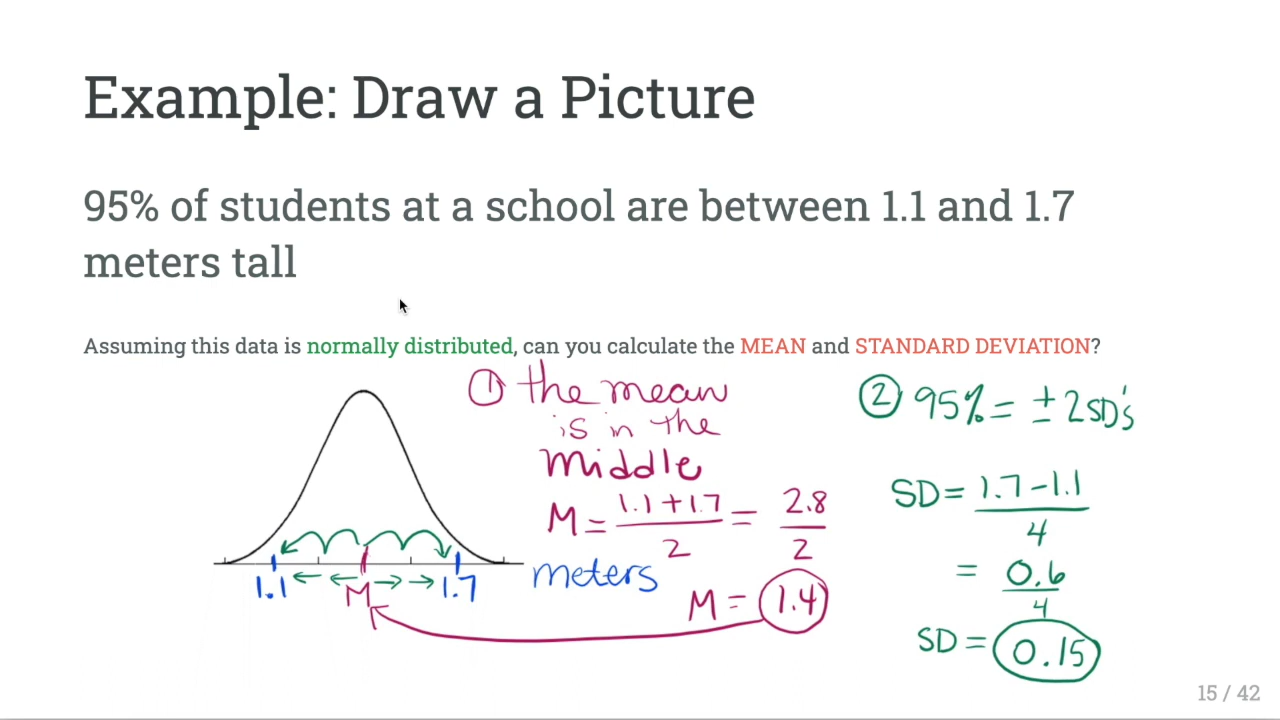 Example: Draw a Picture
95% of students at a school are between 1.1 and 1.7
meters tall
Assuming this data is normally distributed, can you calculate the MEAN and STANDARD DEVIATION?
① the mean
is in the
middle
M = (1.1 + 1.7)/2 = 2.8/2
M = 1.4
1.1 ← ← M → → 1.7 meters
② 95% = ± 2 SD's
SD = (1.7 - 1.1)/4
= 0.6/4
SD = 0.15
15 / 42